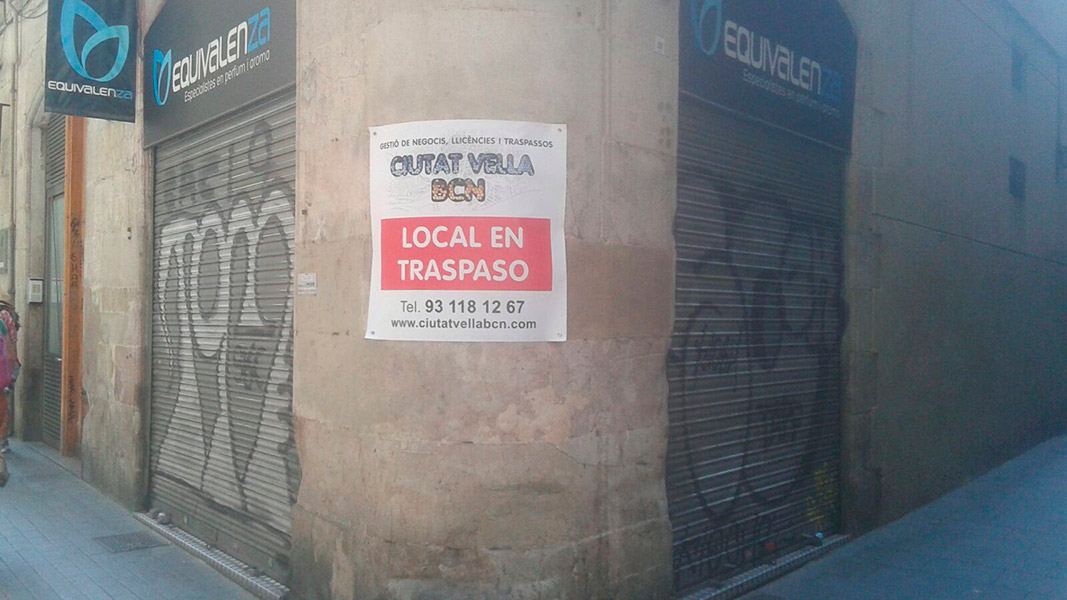 EQUIVALENZA
EQUIVALENZA
Especialistes en perfum i aroma
GESTIÓ DE NEGOCIS, LLICÈNCIES I TRASPASSOS
CIUTAT VELLA
BCN
LOCAL EN
TRASPASO
Tel. 93 118 12 67
www.ciutatvellabcn.com
EQUIVALENZA
Especialistes en perfum i aroma